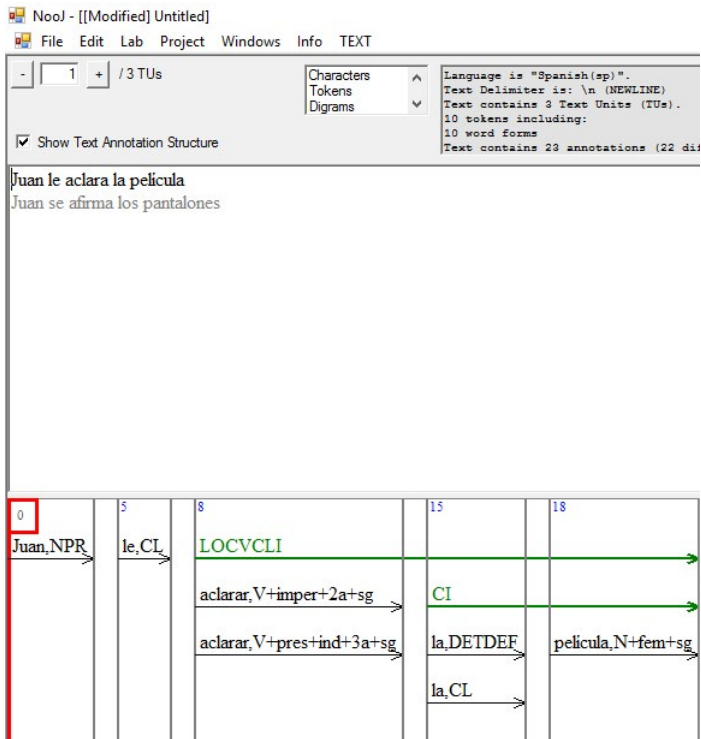 NooJ - [[Modified] Untitled]
File Edit Lab Project Windows Info TEXT
- 1 + / 3 TUs
Characters
Tokens
Digrams
Language is "Spanish(sp)".
Text Delimiter is: \n (NEWLINE)
Text contains 3 Text Units (TUs).
10 tokens including:
10 word forms
Text contains 23 annotations (22 dif
Show Text Annotation Structure
Juan le aclara la película
Juan se afirma los pantalones
0 5 8 15 18
Juan,NPR le,CL LOCVCLI
aclarar,V+imper+2a+sg CI
aclarar,V+pres+ind+3a+sg la,DETDEF película,N+fem+sg
la,CL